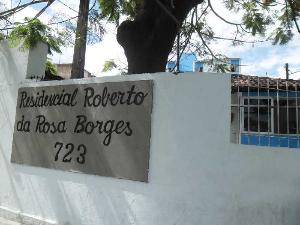 Residencial Roberto
da Rosa Borges
723